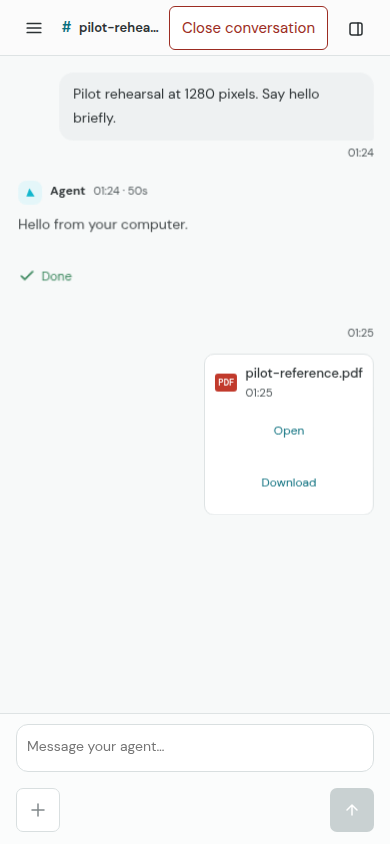 # pilot-rehea...
Close conversation
Pilot rehearsal at 1280 pixels. Say hello
briefly.
01:24
Agent 01:24 · 50s
Hello from your computer.
Done
01:25
PDF
pilot-reference.pdf
01:25
Open
Download
Message your agent...